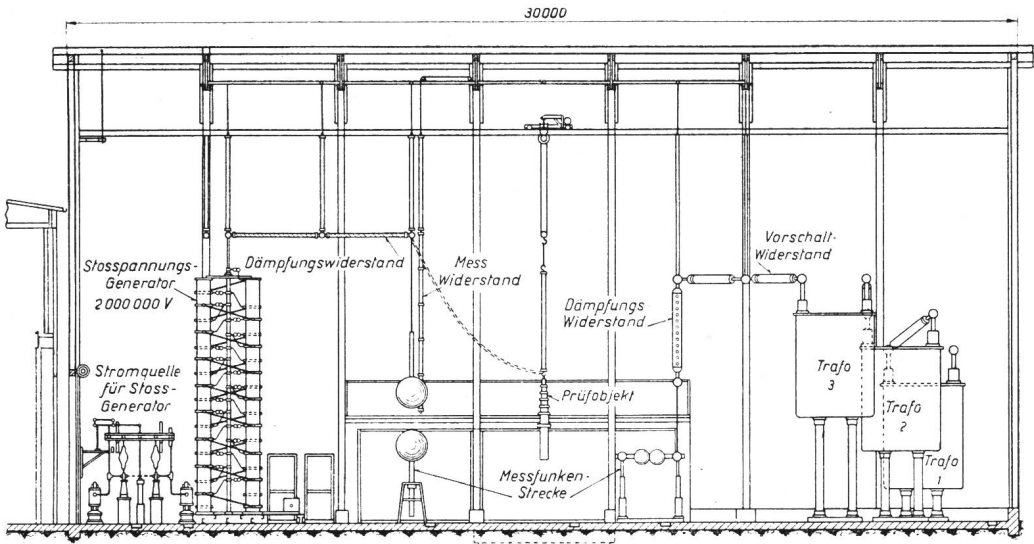 30000
Stosspannungs-
Generator
2 000 000 V
Dämpfungswiderstand
Mess
Widerstand
Dämpfungs
Widerstand
Vorschalt-
Widerstand
Stromquelle
für Stoss-
Generator
Prüfobjekt
Messfunken-
Strecke
Trafo
3
Trafo
2
Trafo
1